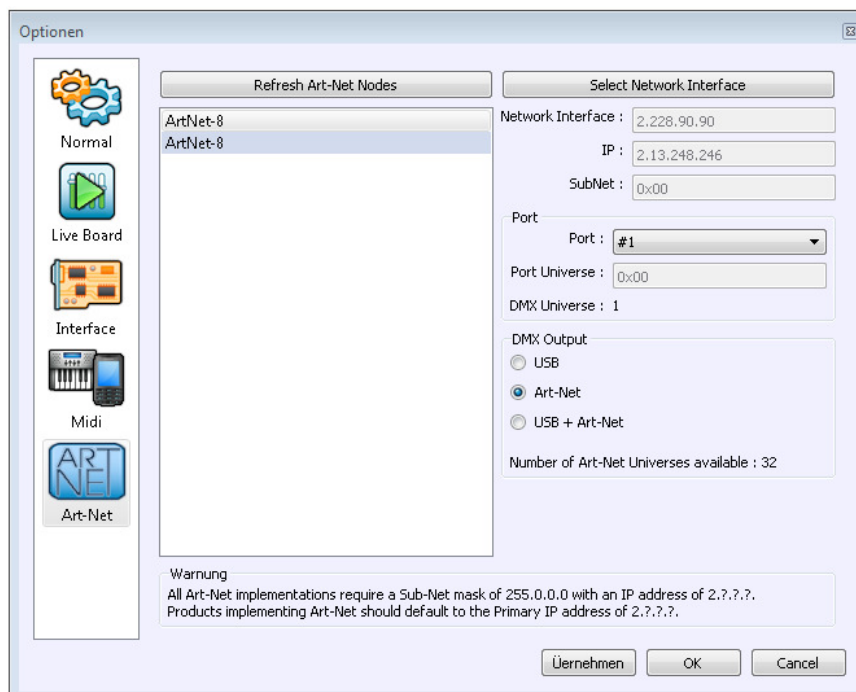 Optionen
Normal
Live Board
Interface
Midi
ART
NET
Art-Net
Refresh Art-Net Nodes
ArtNet-8
ArtNet-8
Select Network Interface
Network Interface : 2.228.90.90
IP : 2.13.248.246
SubNet : 0x00
Port
Port : #1
Port Universe : 0x00
DMX Universe : 1
DMX Output
USB
Art-Net
USB + Art-Net
Number of Art-Net Universes available : 32
Warnung
All Art-Net implementations require a Sub-Net mask of 255.0.0.0 with an IP address of 2.?.?.?.
Products implementing Art-Net should default to the Primary IP address of 2.?.?.?.
Üernehmen
OK
Cancel